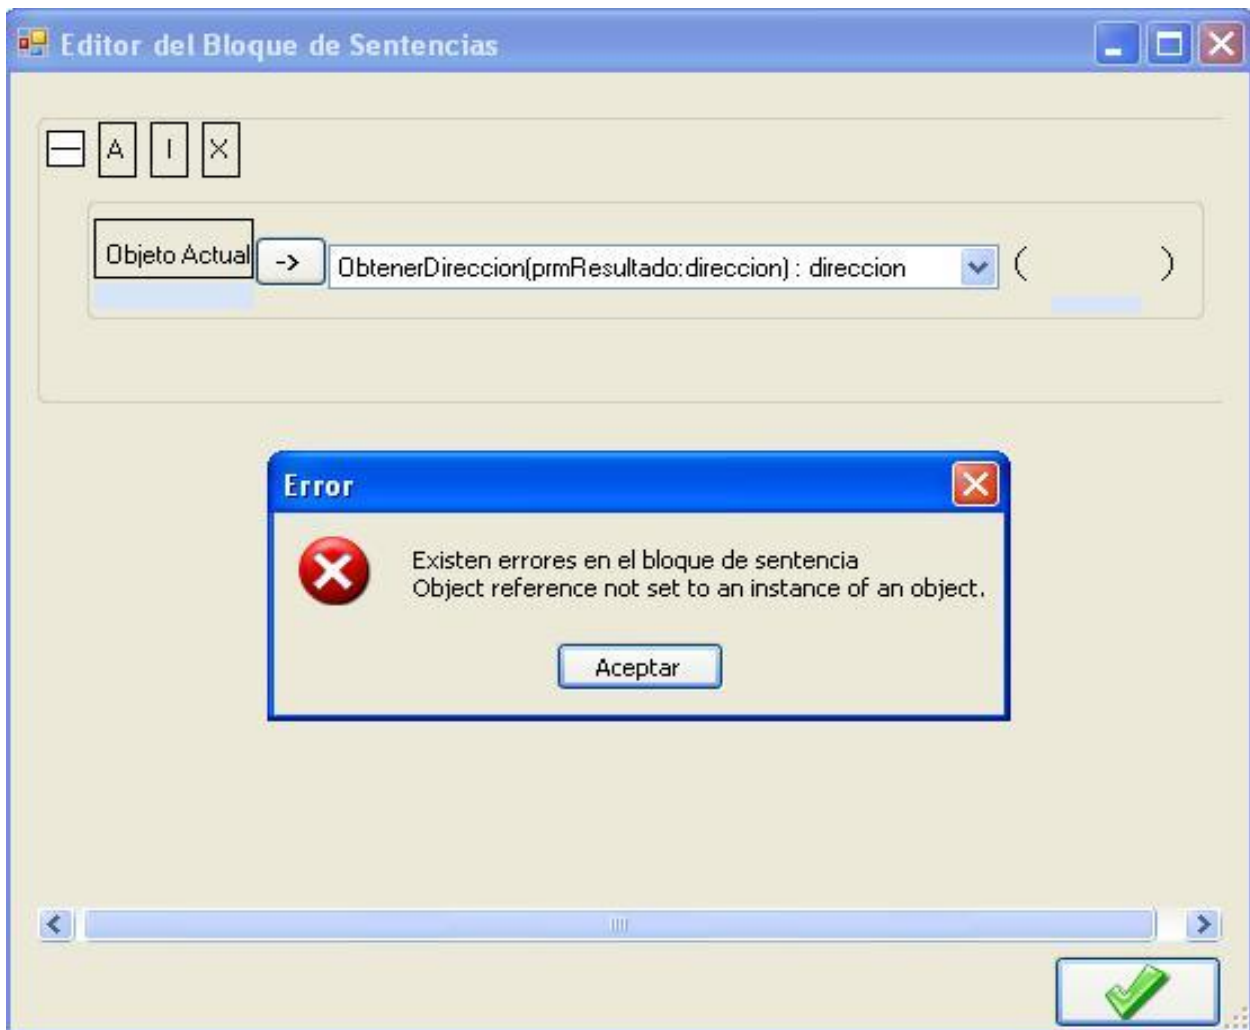 Editor del Bloque de Sentencias
A I X
Objeto Actual -> ObtenerDireccion(prmResultado:direccion) : direccion ( )
Error
Existen errores en el bloque de sentencia
Object reference not set to an instance of an object.
Aceptar